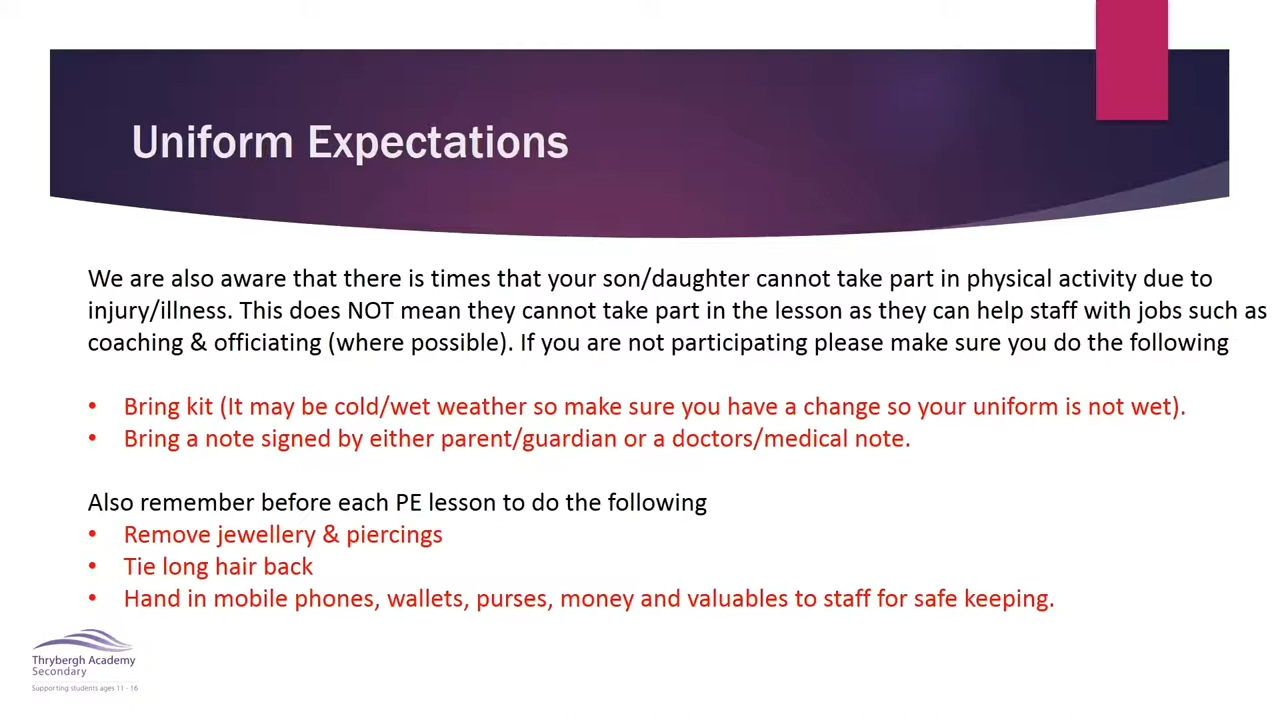 Uniform Expectations
We are also aware that there is times that your son/daughter cannot take part in physical activity due to
injury/illness. This does NOT mean they cannot take part in the lesson as they can help staff with jobs such as
coaching & officiating (where possible). If you are not participating please make sure you do the following
• Bring kit (It may be cold/wet weather so make sure you have a change so your uniform is not wet).
• Bring a note signed by either parent/guardian or a doctors/medical note.
Also remember before each PE lesson to do the following
• Remove jewellery & piercings
• Tie long hair back
• Hand in mobile phones, wallets, purses, money and valuables to staff for safe keeping.
Thrybergh Academy
Secondary
Supporting students ages 11 - 16